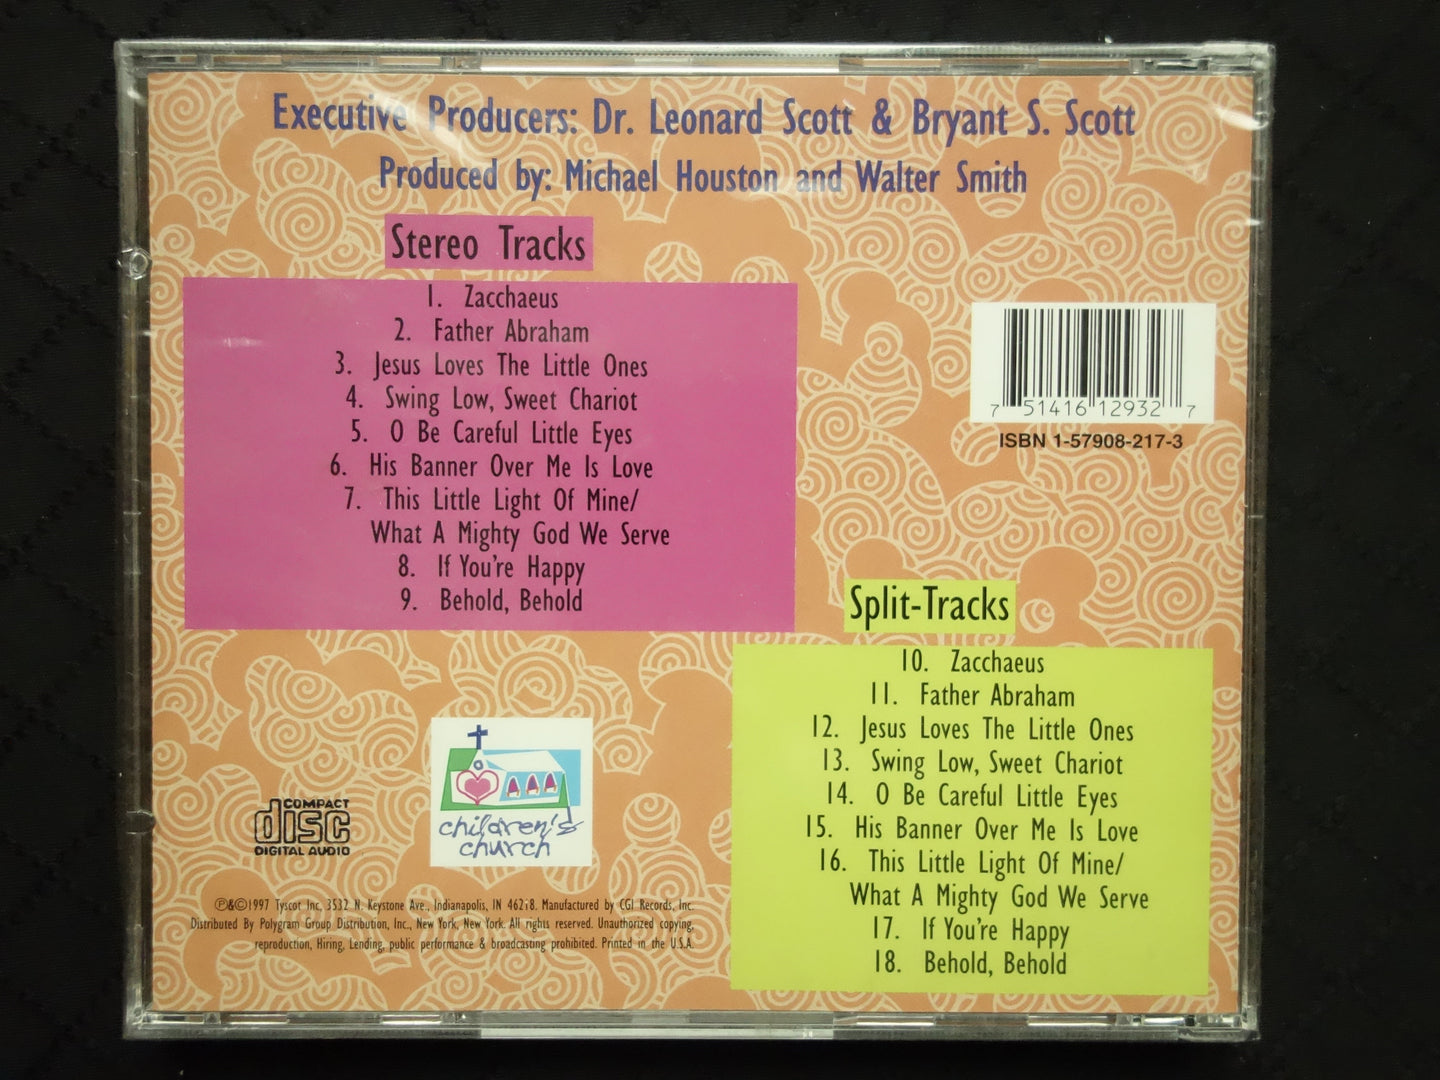 Executive Producers: Dr. Leonard Scott & Bryant S. Scott
Produced by: Michael Houston and Walter Smith
Stereo Tracks
1. Zacchaeus
2. Father Abraham
3. Jesus Loves The Little Ones
4. Swing Low, Sweet Chariot
5. O Be Careful Little Eyes
6. His Banner Over Me Is Love
7. This Little Light Of Mine/
What A Mighty God We Serve
8. If You're Happy
9. Behold, Behold
7 51416 12932 7
ISBN 1-57908-217-3
Split-Tracks
10. Zacchaeus
11. Father Abraham
12. Jesus Loves The Little Ones
13. Swing Low, Sweet Chariot
14. O Be Careful Little Eyes
15. His Banner Over Me Is Love
16. This Little Light Of Mine/
What A Mighty God We Serve
17. If You're Happy
18. Behold, Behold
COMPACT
disc
DIGITAL AUDIO
children's
church
℗&©1997 Tyscot Inc. 3532 N. Keystone Ave., Indianapolis, IN 46218. Manufactured by CGI Records, Inc.
Distributed By Polygram Group Distribution, Inc., New York, New York. All rights reserved. Unauthorized copying,
reproduction, Hiring, Lending, public performance & broadcasting prohibited. Printed in the U.S.A.